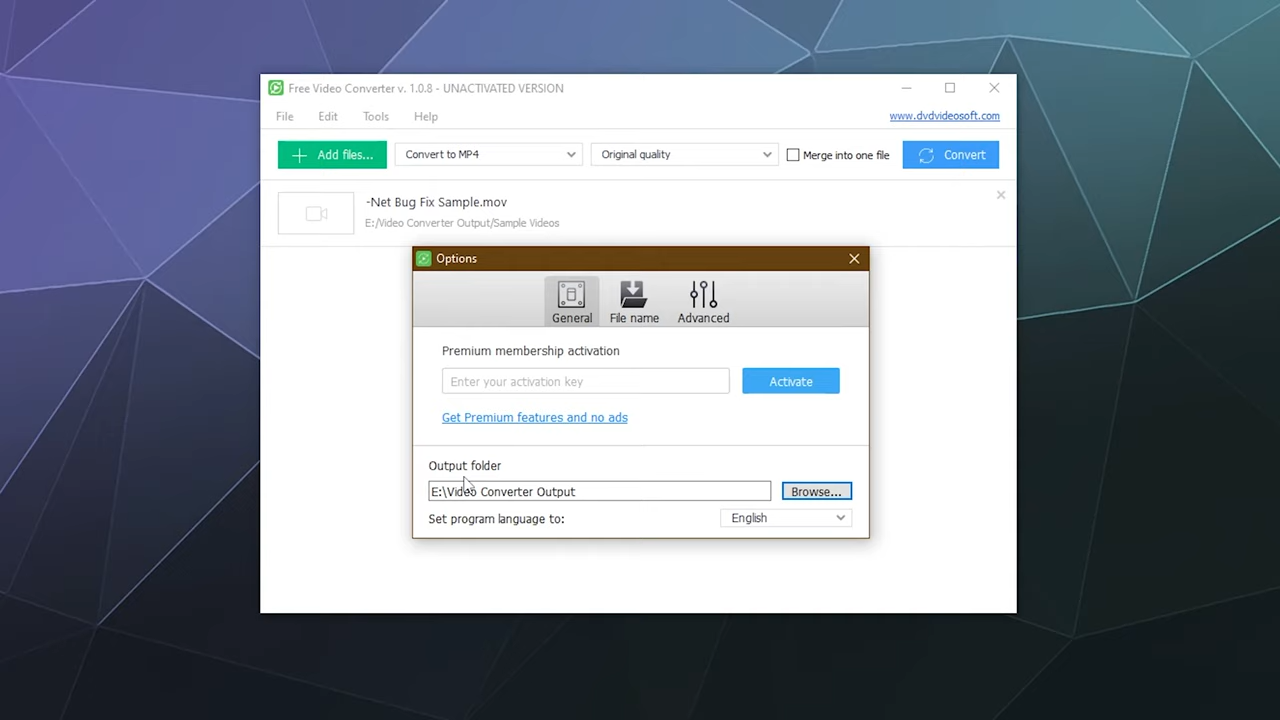 Free Video Converter v. 1.0.8 - UNACTIVATED VERSION
File Edit Tools Help www.dvdvideosoft.com
Add files... Convert to MP4 Original quality Merge into one file Convert
-Net Bug Fix Sample.mov
E:/Video Converter Output/Sample Videos
Options
General File name Advanced
Premium membership activation
Enter your activation key Activate
Get Premium features and no ads
Output folder
E:\Video Converter Output Browse...
Set program language to: English